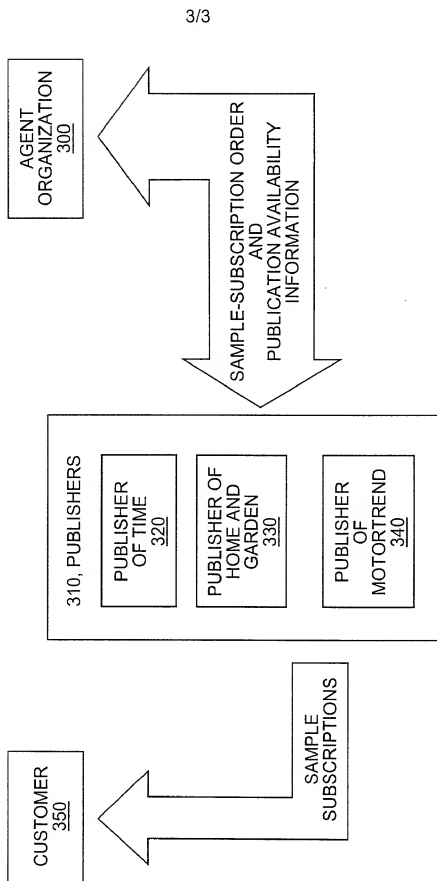 3/3
AGENT
ORGANIZATION
300
SAMPLE-SUBSCRIPTION ORDER
AND
PUBLICATION AVAILABILITY
INFORMATION
310, PUBLISHERS
PUBLISHER
OF TIME
320
PUBLISHER OF
HOME AND
GARDEN
330
PUBLISHER
OF
MOTORTREND
340
SAMPLE
SUBSCRIPTIONS
CUSTOMER
350